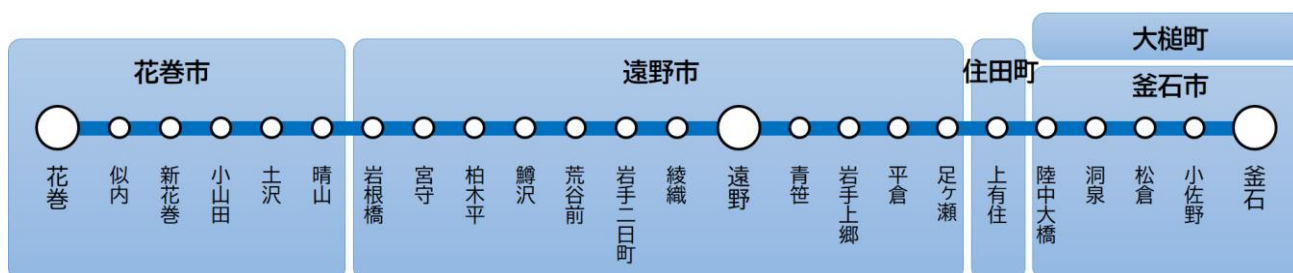 大槌町
花巻市
遠野市
住田町
釜石市
花巻
似内
新花巻
小山田
土沢
晴山
岩根橋
宮守
柏木平
鱒沢
荒谷前
岩手二日町
綾織
遠野
青笹
岩手上郷
平倉
足ヶ瀬
上有住
陸中大橋
洞泉
松倉
小佐野
釜石